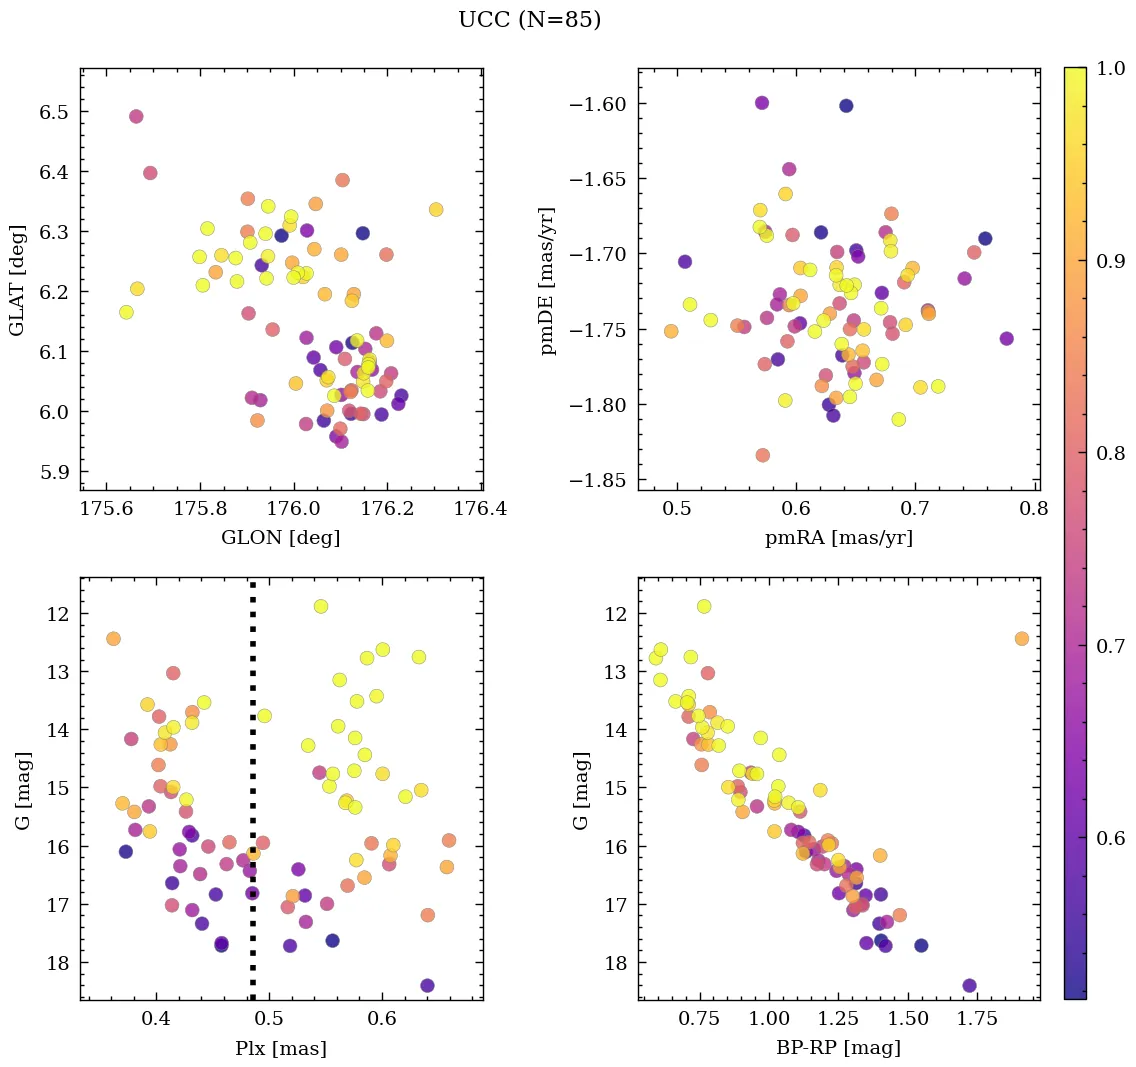 UCC (N=85)
6.5
6.4
6.3
6.2
6.1
6.0
5.9
GLAT [deg]
175.6 175.8 176.0 176.2 176.4
GLON [deg]
−1.60
−1.65
−1.70
−1.75
−1.80
−1.85
pmDE [mas/yr]
0.5 0.6 0.7 0.8
pmRA [mas/yr]
12
13
14
15
16
17
18
G [mag]
0.4 0.5 0.6
Plx [mas]
12
13
14
15
16
17
18
G [mag]
0.75 1.00 1.25 1.50 1.75
BP-RP [mag]
1.0
0.9
0.8
0.7
0.6